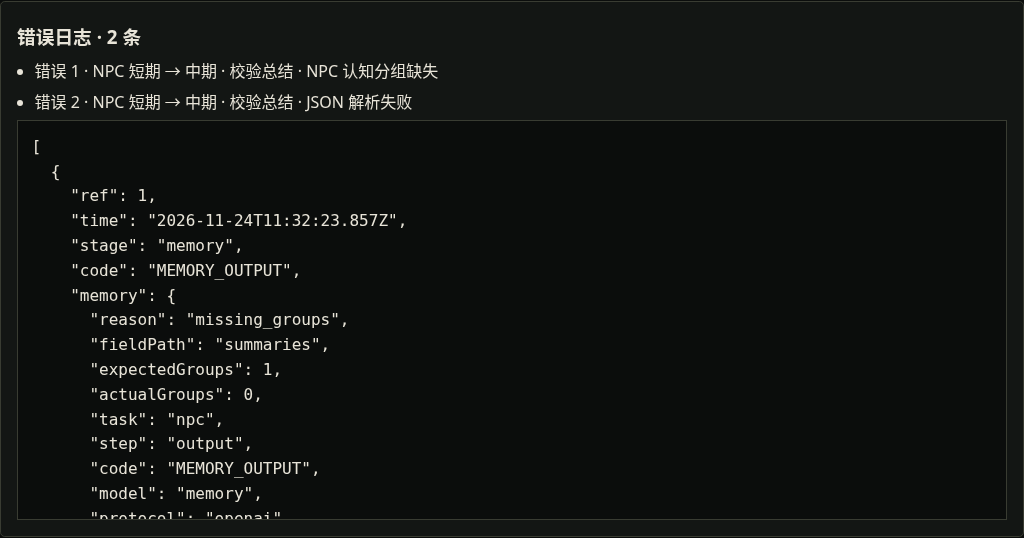 错误日志 · 2 条
• 错误 1 · NPC 短期 → 中期 · 校验总结 · NPC 认知分组缺失
• 错误 2 · NPC 短期 → 中期 · 校验总结 · JSON 解析失败
[
  {
    "ref": 1,
    "time": "2026-11-24T11:32:23.857Z",
    "stage": "memory",
    "code": "MEMORY_OUTPUT",
    "memory": {
      "reason": "missing_groups",
      "fieldPath": "summaries",
      "expectedGroups": 1,
      "actualGroups": 0,
      "task": "npc",
      "step": "output",
      "code": "MEMORY_OUTPUT",
      "model": "memory",
      "protocol": "openai"